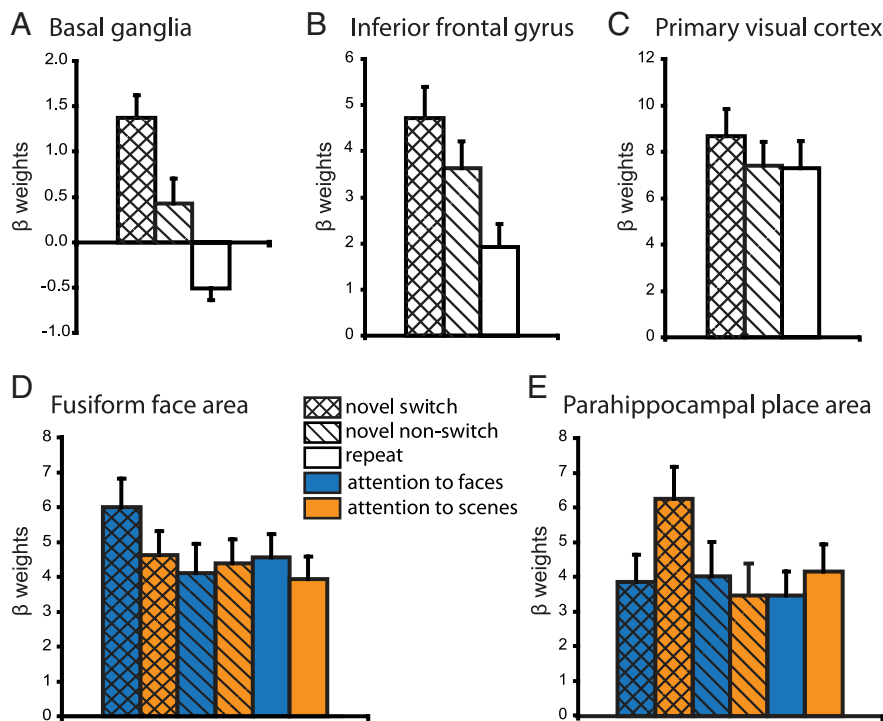 A Basal ganglia
B Inferior frontal gyrus
C Primary visual cortex
β weights
2.0
1.5
1.0
0.5
0.0
-0.5
-1.0
β weights
6
5
4
3
2
1
0
β weights
12
10
8
6
4
2
0
D Fusiform face area
β weights
8
7
6
5
4
3
2
1
0
novel switch
novel non-switch
repeat
attention to faces
attention to scenes
E Parahippocampal place area
β weights
8
7
6
5
4
3
2
1
0